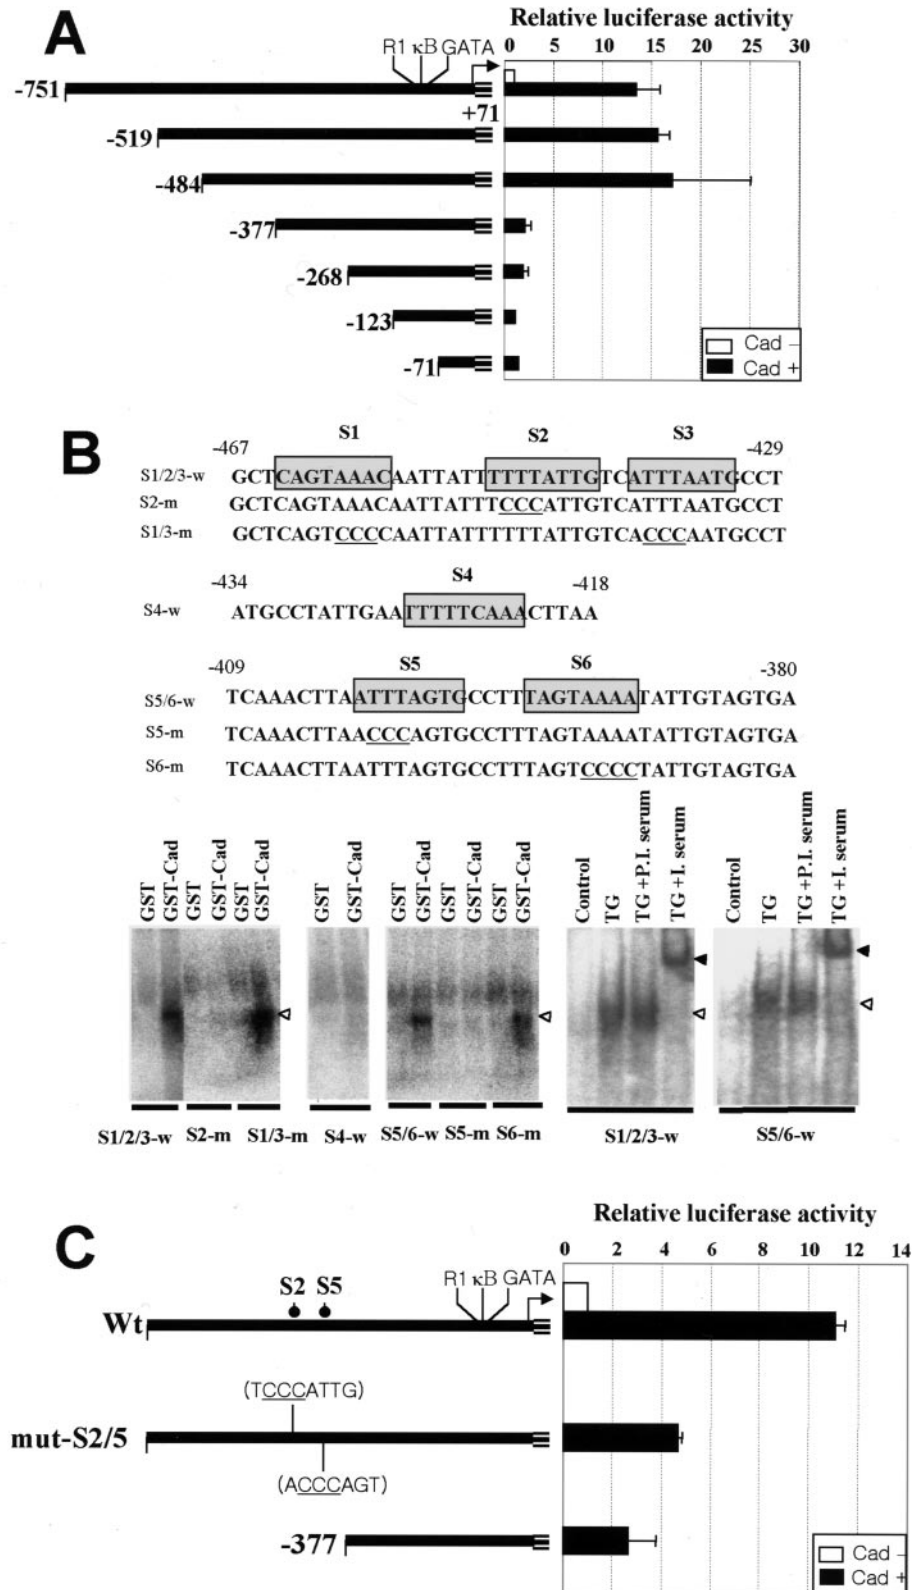 A
Relative luciferase activity
0 5 10 15 20 25 30
R1 κB GATA
-751
+71
-519
-484
-377
-268
-123
-71
Cad –
Cad +
B
-467 S1 S2 S3 -429
S1/2/3-w GCTCAGTAAACAATTATTTTTTATTGTCATTTAATGCCT
S2-m GCTCAGTAAACAATTATTTCCCATTGTCATTTAATGCCT
S1/3-m GCTCAGTCCCCAATTATTTTTTATTGTCACCCAATGCCT
-434 S4 -418
S4-w ATGCCTATTGAATTTTTCAAACTTAA
-409 S5 S6 -380
S5/6-w TCAAACTTAATTTAGTGCCTTTAGTAAAATATTGTAGTGA
S5-m TCAAACTTAACCCAGTGCCTTTAGTAAAATATTGTAGTGA
S6-m TCAAACTTAATTTAGTGCCTTTAGTCCCCTATTGTAGTGA
GST GST-Cad GST GST-Cad GST GST-Cad
GST GST-Cad
GST GST-Cad GST GST-Cad GST GST-Cad
Control TG TG +P.I. serum TG +I. serum
Control TG TG +P.I. serum TG +I. serum
S1/2/3-w S2-m S1/3-m S4-w S5/6-w S5-m S6-m S1/2/3-w S5/6-w
C
Relative luciferase activity
0 2 4 6 8 10 12 14
S2 S5
R1 κB GATA
Wt
(TCCCATTG)
mut-S2/5
(ACCCAGT)
-377
Cad –
Cad +